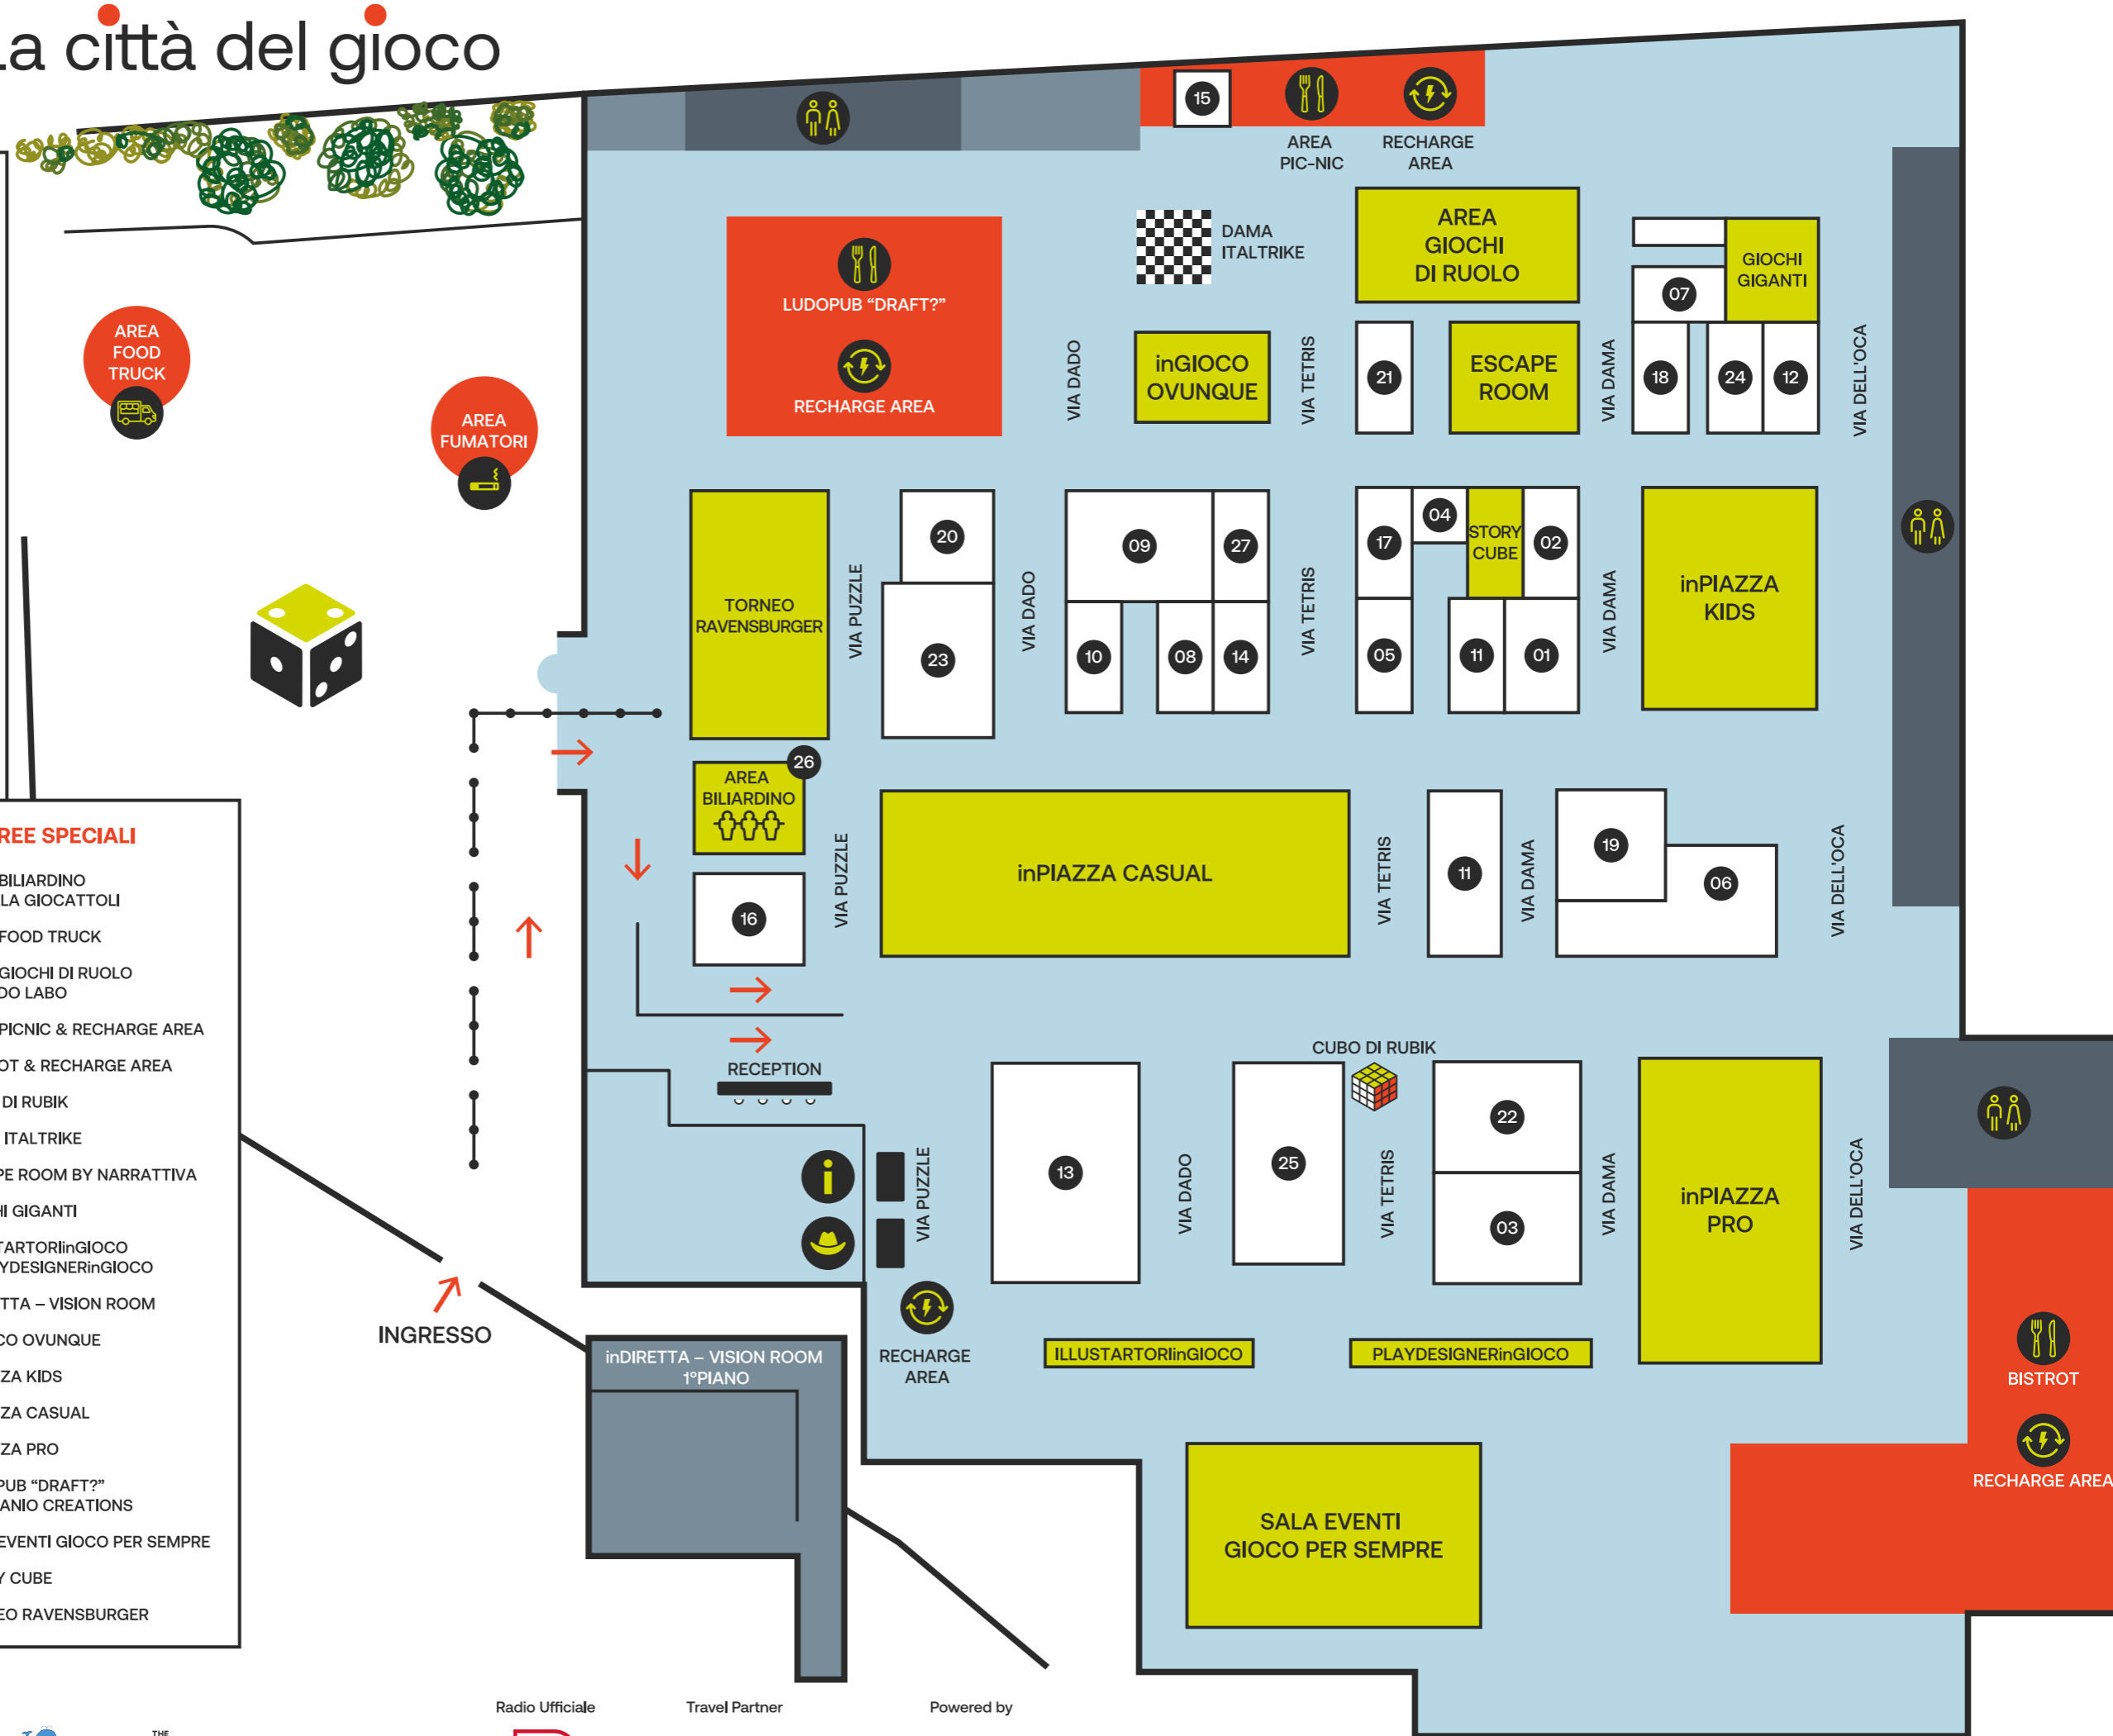 La città del gioco
15
AREA
PIC-NIC
RECHARGE
AREA
DAMA
ITALTRIKE
AREA
GIOCHI
DI RUOLO
GIOCHI
GIGANTI
07
LUDOPUB “DRAFT?”
RECHARGE AREA
AREA
FOOD
TRUCK
AREA
FUMATORI
VIA DADO
inGIOCO
OVUNQUE
VIA TETRIS
21
ESCAPE
ROOM
VIA DAMA
18
24
12
VIA DELL'OCA
TORNEO
RAVENSBURGER
VIA PUZZLE
20
23
VIA DADO
09
27
10
08
14
VIA TETRIS
17
04
STORY
CUBE
02
05
11
01
VIA DAMA
inPIAZZA
KIDS
26
AREA
BILIARDINO
16
VIA PUZZLE
inPIAZZA CASUAL
VIA TETRIS
11
VIA DAMA
19
06
VIA DELL'OCA
RECEPTION
VIA PUZZLE
13
VIA DADO
25
CUBO DI RUBIK
VIA TETRIS
22
03
VIA DAMA
inPIAZZA
PRO
VIA DELL'OCA
RECHARGE
AREA
ILLUSTARTORIinGIOCO
PLAYDESIGNERinGIOCO
BISTROT
RECHARGE AREA
SALA EVENTI
GIOCO PER SEMPRE
INGRESSO
inDIRETTA – VISION ROOM
1°PIANO
REE SPECIALI
BILIARDINO
LA GIOCATTOLI
FOOD TRUCK
GIOCHI DI RUOLO
DO LABO
PICNIC & RECHARGE AREA
OT & RECHARGE AREA
DI RUBIK
ITALTRIKE
PE ROOM BY NARRATTIVA
HI GIGANTI
TARTORIinGIOCO
YDESIGNERinGIOCO
TTA – VISION ROOM
CO OVUNQUE
ZA KIDS
ZA CASUAL
ZA PRO
PUB “DRAFT?”
ANIO CREATIONS
EVENTI GIOCO PER SEMPRE
Y CUBE
EO RAVENSBURGER
Radio Ufficiale
Travel Partner
Powered by
THE